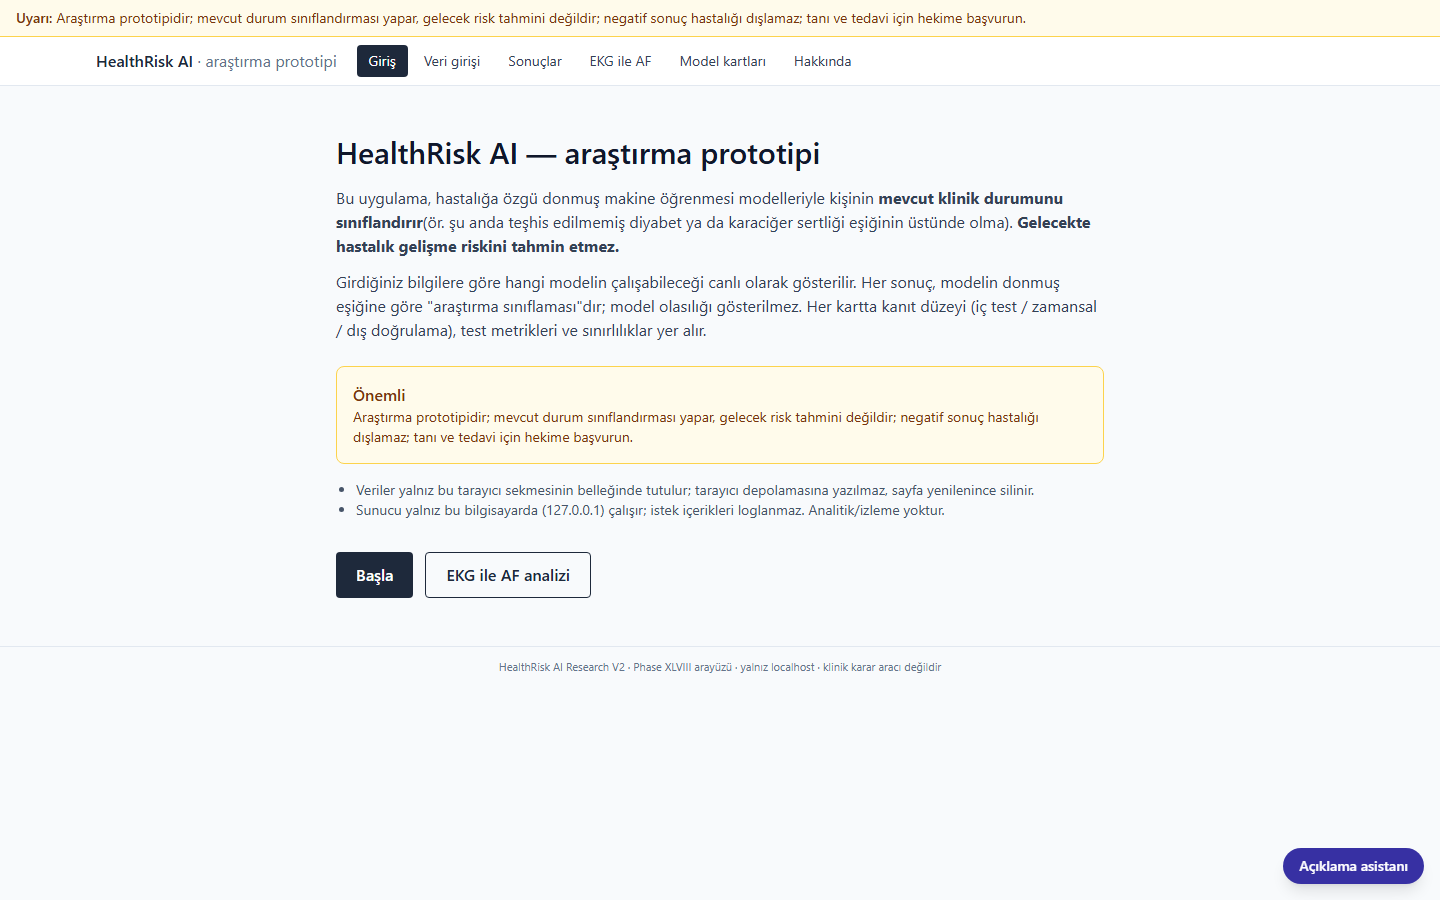 Uyarı: Araştırma prototipidir; mevcut durum sınıflandırması yapar, gelecek risk tahmini değildir; negatif sonuç hastalığı dışlamaz; tanı ve tedavi için hekime başvurun.
HealthRisk AI · araştırma prototipi Giriş Veri girişi Sonuçlar EKG ile AF Model kartları Hakkında
HealthRisk AI — araştırma prototipi
Bu uygulama, hastalığa özgü donmuş makine öğrenmesi modelleriyle kişinin mevcut klinik durumunu
sınıflandırır(ör. şu anda teşhis edilmemiş diyabet ya da karaciğer sertliği eşiğinin üstünde olma). Gelecekte
hastalık gelişme riskini tahmin etmez.
Girdiğiniz bilgilere göre hangi modelin çalışabileceği canlı olarak gösterilir. Her sonuç, modelin donmuş
eşiğine göre "araştırma sınıflaması"dır; model olasılığı gösterilmez. Her kartta kanıt düzeyi (iç test / zamansal
/ dış doğrulama), test metrikleri ve sınırlılıklar yer alır.
Önemli
Araştırma prototipidir; mevcut durum sınıflandırması yapar, gelecek risk tahmini değildir; negatif sonuç hastalığı
dışlamaz; tanı ve tedavi için hekime başvurun.
• Veriler yalnız bu tarayıcı sekmesinin belleğinde tutulur; tarayıcı depolamasına yazılmaz, sayfa yenilenince silinir.
• Sunucu yalnız bu bilgisayarda (127.0.0.1) çalışır; istek içerikleri loglanmaz. Analitik/izleme yoktur.
Başla EKG ile AF analizi
HealthRisk AI Research V2 · Phase XLVIII arayüzü · yalnız localhost · klinik karar aracı değildir
Açıklama asistanı